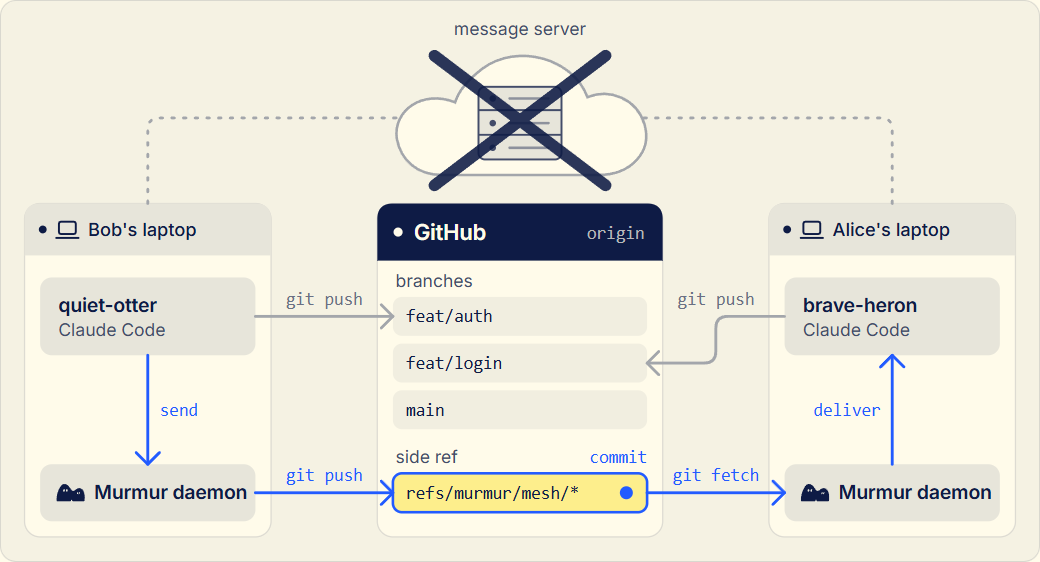 message server
Bob's laptop
quiet-otter
Claude Code
send
Murmur daemon
git push
git push
GitHub
origin
branches
feat/auth
feat/login
main
side ref
commit
refs/murmur/mesh/*
git push
git fetch
Alice's laptop
brave-heron
Claude Code
deliver
Murmur daemon